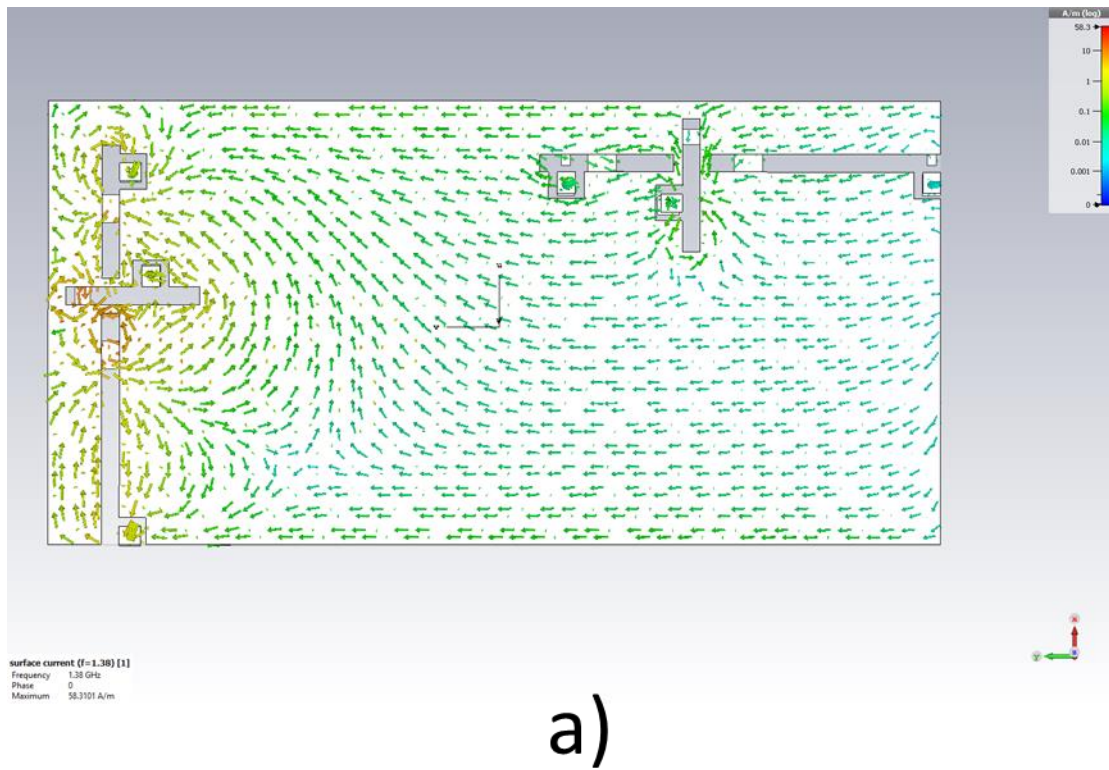 A/m (log)
58.3
10
1
0.1
0.01
0.001
0
x
y
surface current (f=1.38) [1]
Frequency 1.38 GHz
Phase 0
Maximum 58.3101 A/m
a)